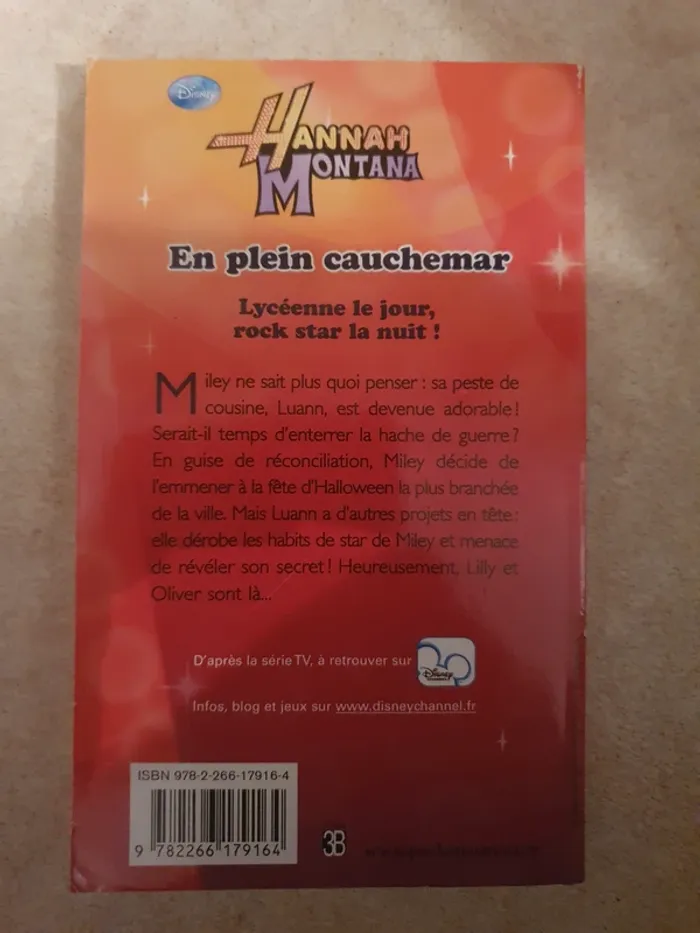 Disney
HANNAH
MONTANA
En plein cauchemar
Lycéenne le jour,
rock star la nuit !
Miley ne sait plus quoi penser : sa peste de
cousine, Luann, est devenue adorable !
Serait-il temps d'enterrer la hache de guerre ?
En guise de réconciliation, Miley décide de
l'emmener à la fête d'Halloween la plus branchée
de la ville. Mais Luann a d'autres projets en tête :
elle dérobe les habits de star de Miley et menace
de révéler son secret ! Heureusement, Lilly et
Oliver sont là...
D'après la série TV, à retrouver sur
Disney
Infos, blog et jeux sur www.disneychannel.fr
ISBN 978-2-266-17916-4
9 782266 179164
3B